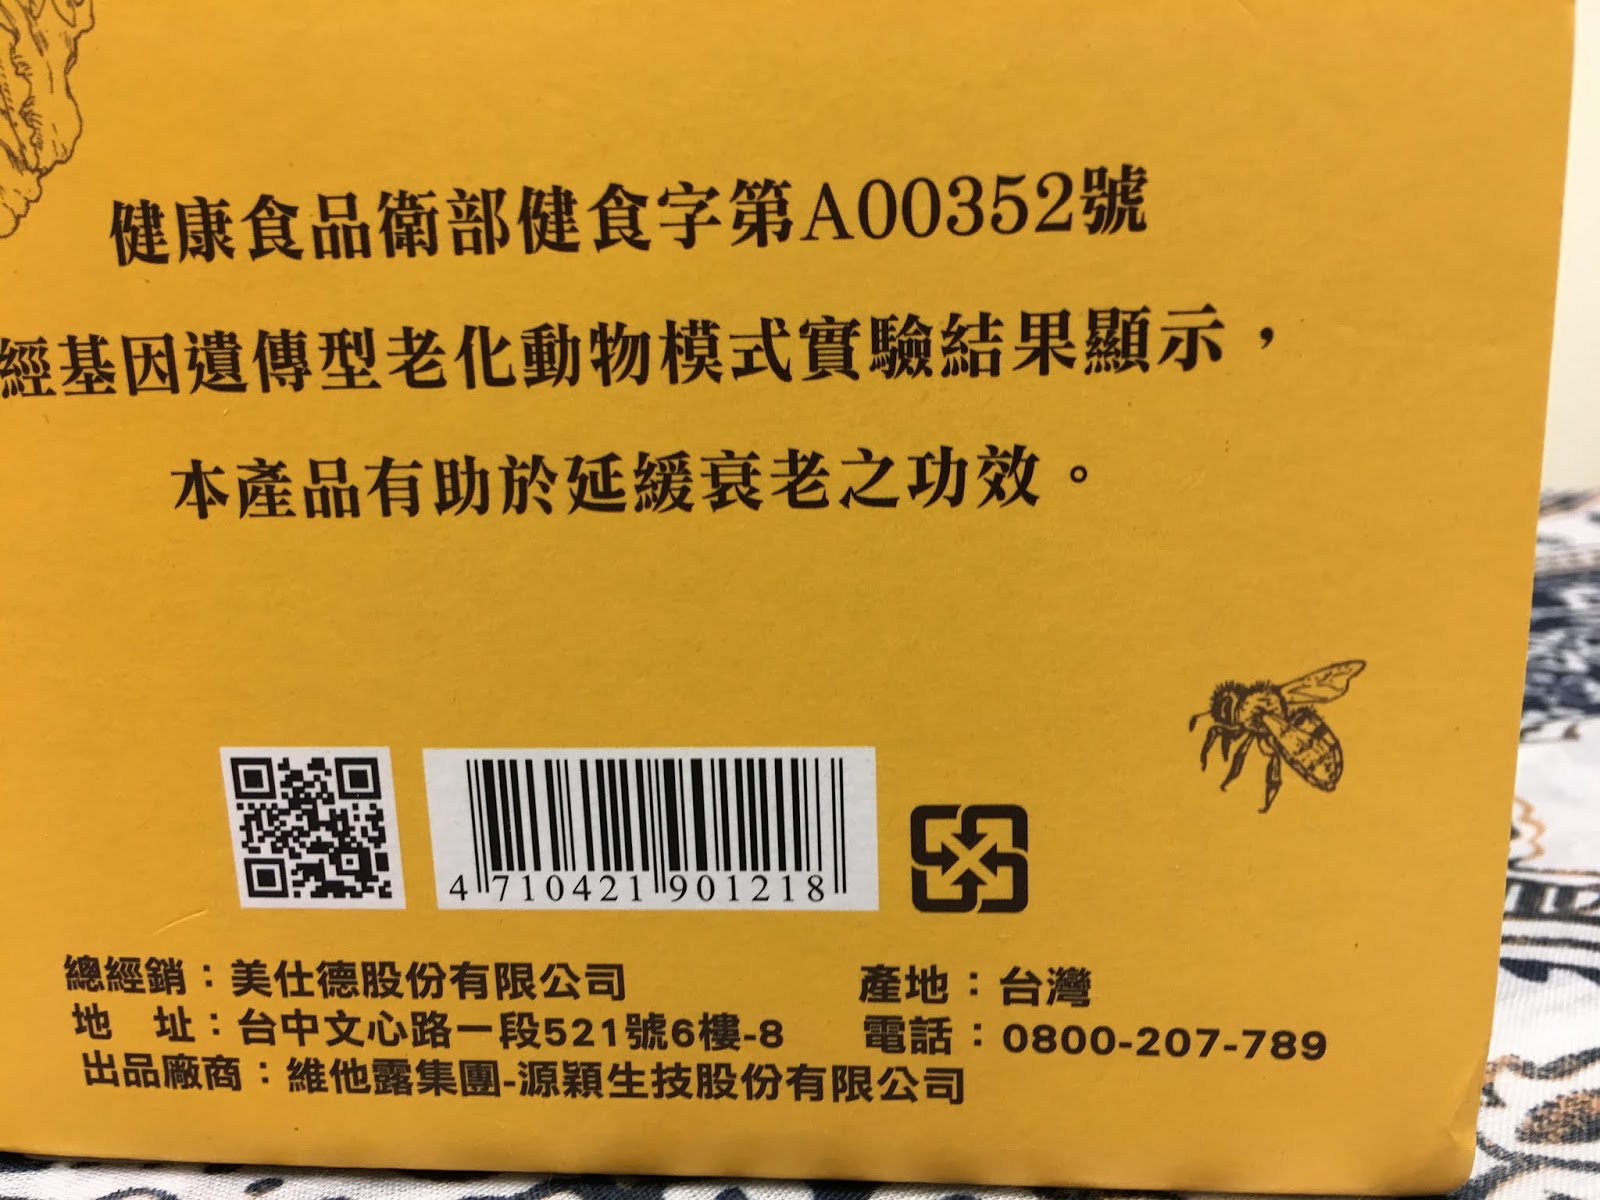 健康食品衛部健食字第A00352號
經基因遺傳型老化動物模式實驗結果顯示，
本產品有助於延緩衰老之功效。
4 710421 901218
總經銷：美仕德股份有限公司 產地：台灣
地 址：台中文心路一段521號6樓-8 電話：0800-207-789
出品廠商：維他露集團-源穎生技股份有限公司